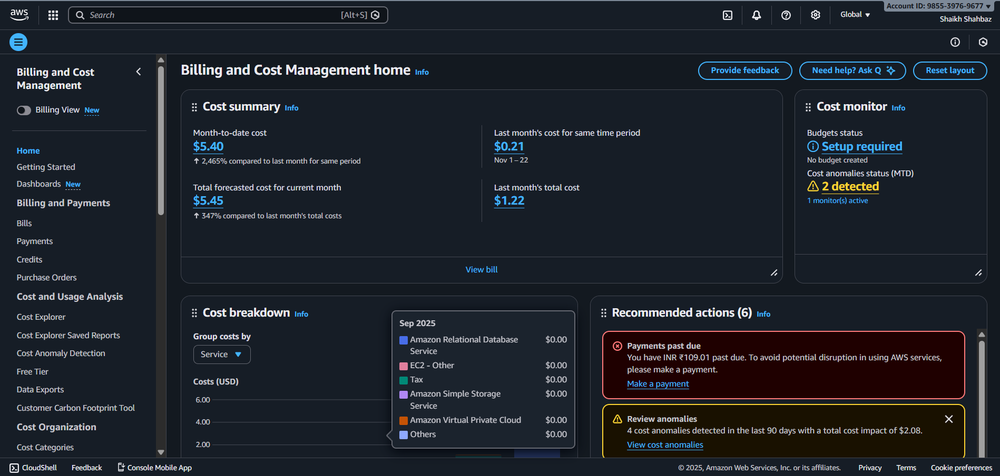 aws
Search [Alt+S]
Global
Account ID: 9855-3976-9677
Shaikh Shahbaz
Billing and Cost
Management
Billing View New
Home
Getting Started
Dashboards New
Billing and Payments
Bills
Payments
Credits
Purchase Orders
Cost and Usage Analysis
Cost Explorer
Cost Explorer Saved Reports
Cost Anomaly Detection
Free Tier
Data Exports
Customer Carbon Footprint Tool
Cost Organization
Cost Categories
Billing and Cost Management home Info
Provide feedback
Need help? Ask Q
Reset layout
Cost summary Info
Month-to-date cost
$5.40
↑ 2,465% compared to last month for same period
Last month's cost for same time period
$0.21
Nov 1 – 22
Total forecasted cost for current month
$5.45
↑ 347% compared to last month's total costs
Last month's total cost
$1.22
View bill
Cost monitor Info
Budgets status
Setup required
No budget created
Cost anomalies status (MTD)
2 detected
1 monitor(s) active
Cost breakdown Info
Group costs by
Service
Costs (USD)
6.00
4.00
2.00
Sep 2025
Amazon Relational Database $0.00
Service
EC2 - Other $0.00
Tax $0.00
Amazon Simple Storage $0.00
Service
Amazon Virtual Private Cloud $0.00
Others $0.00
Recommended actions (6) Info
Payments past due
You have INR ₹109.01 past due. To avoid potential disruption in using AWS services,
please make a payment.
Make a payment
Review anomalies
4 cost anomalies detected in the last 90 days with a total cost impact of $2.08.
View cost anomalies
CloudShell Feedback Console Mobile App
© 2025, Amazon Web Services, Inc. or its affiliates. Privacy Terms Cookie preferences